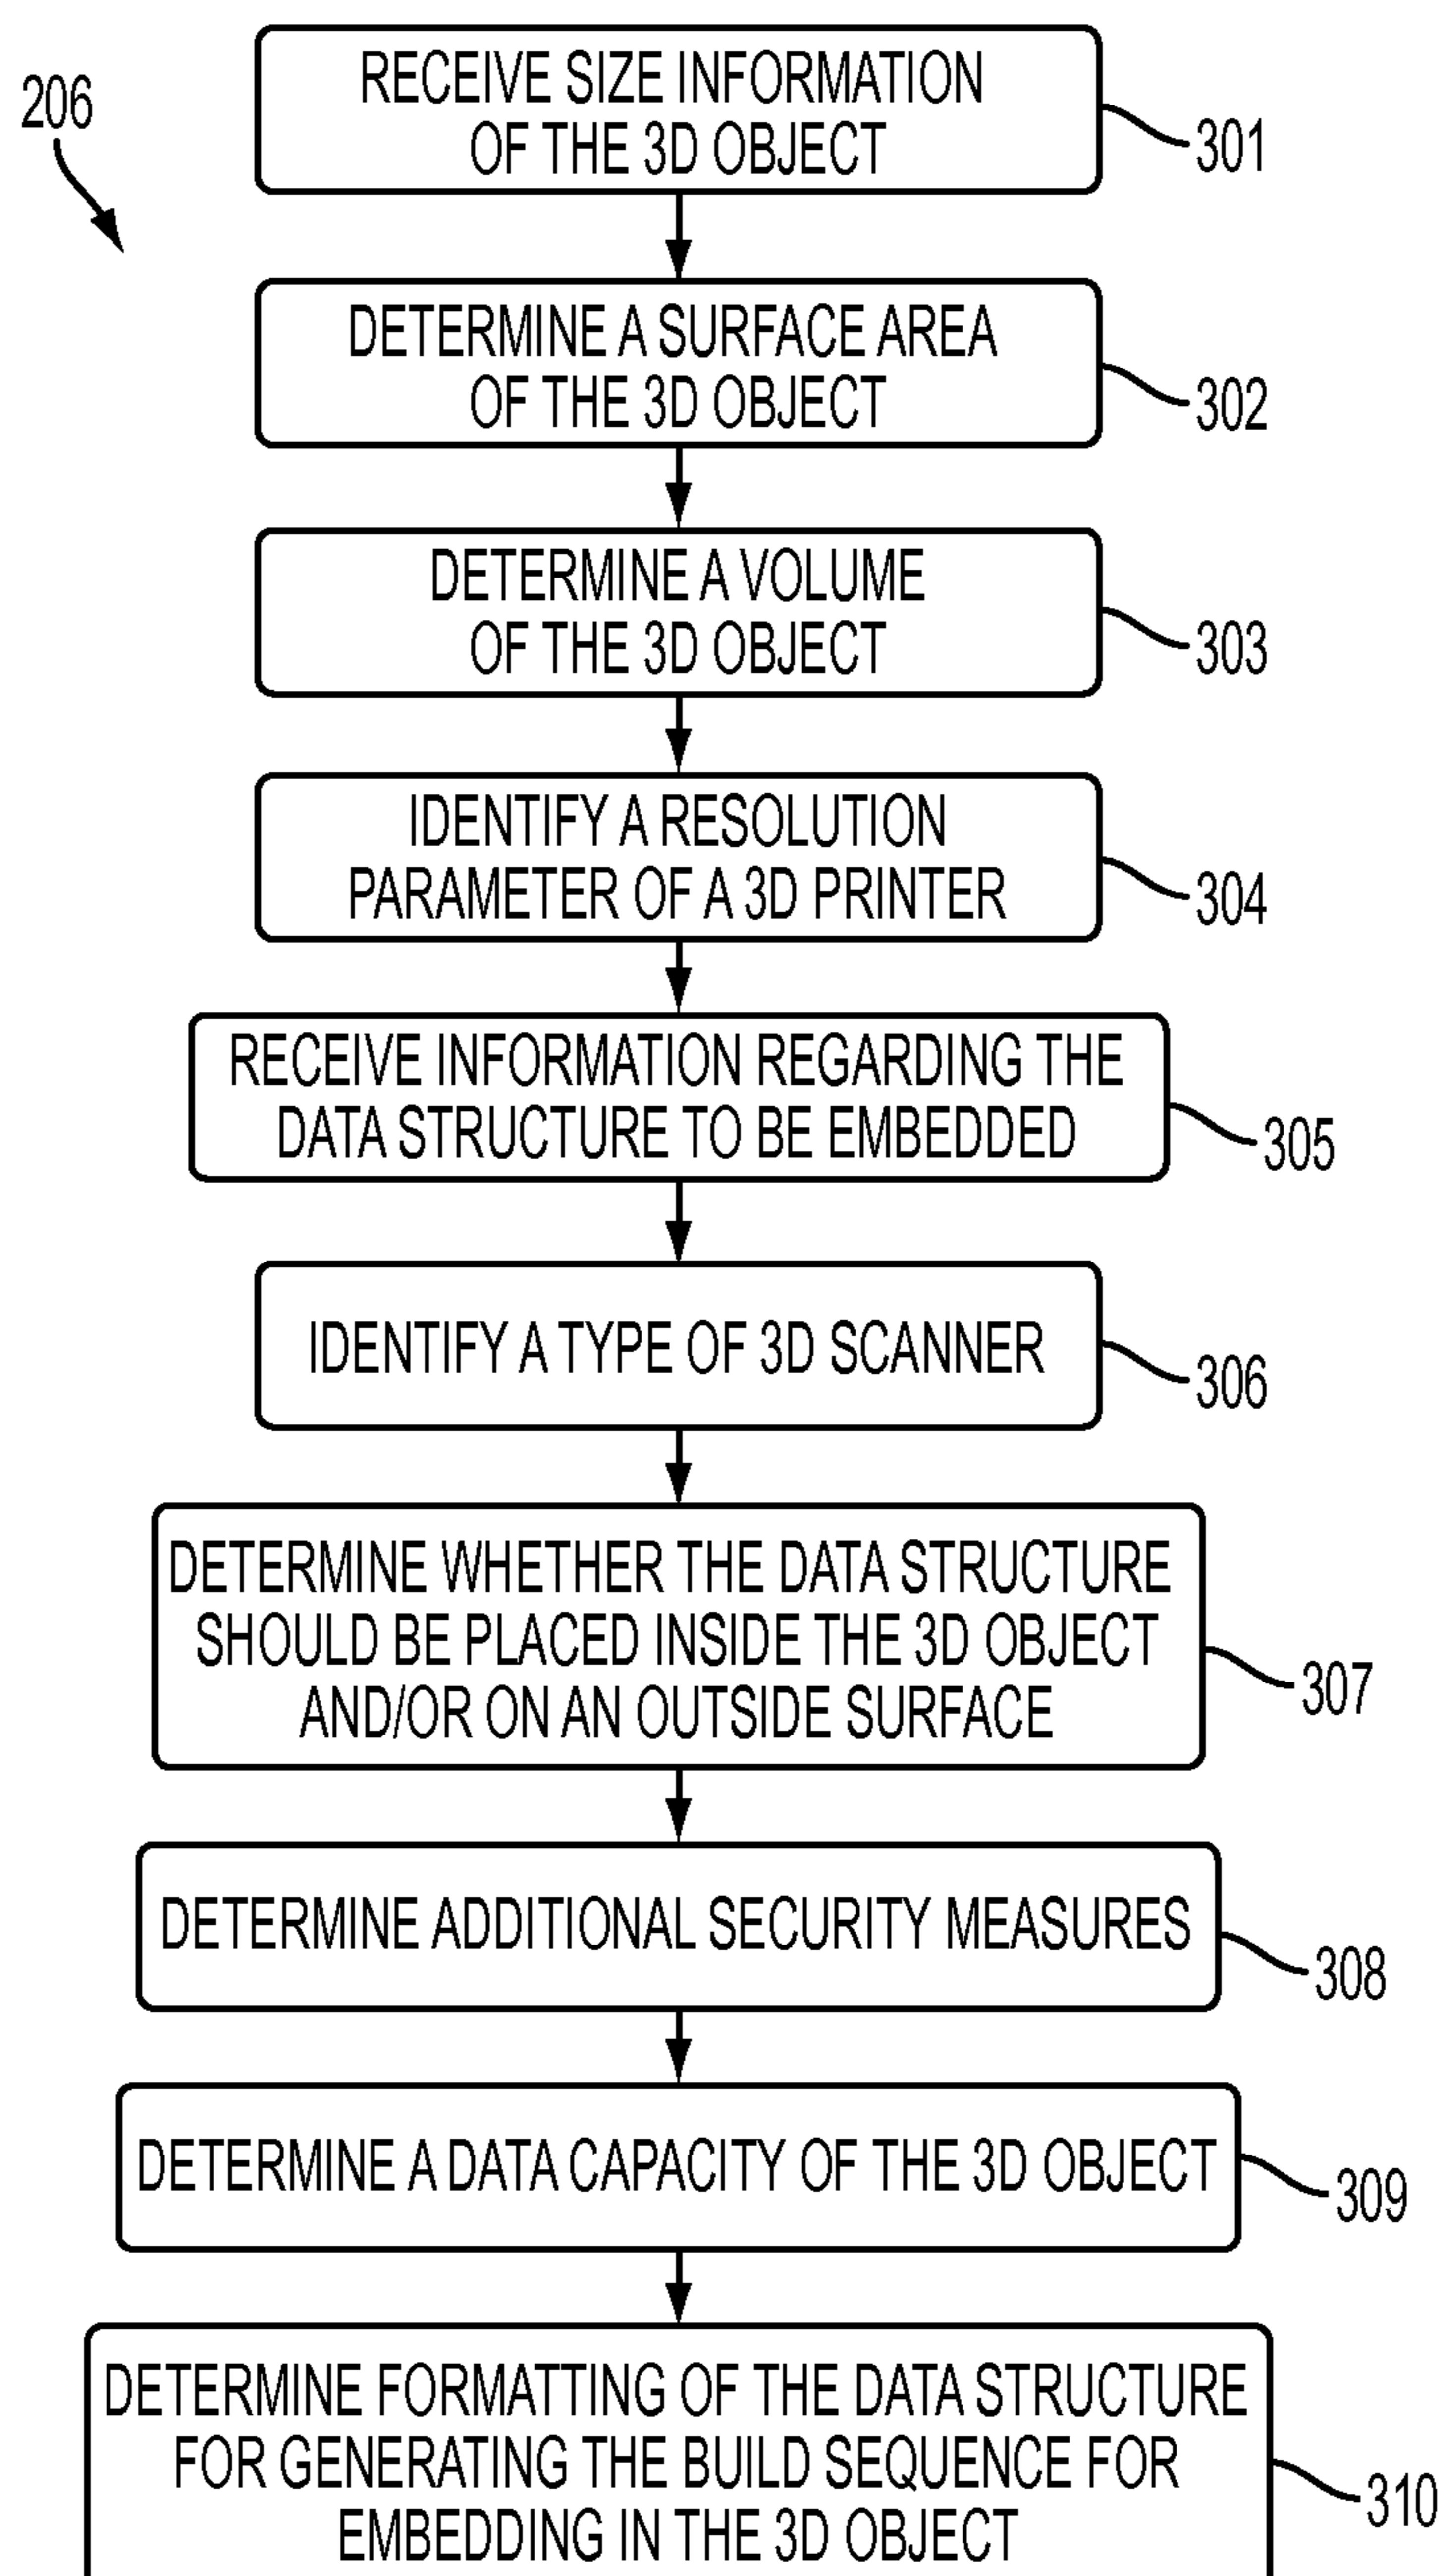 206
RECEIVE SIZE INFORMATION
OF THE 3D OBJECT
301
DETERMINE A SURFACE AREA
OF THE 3D OBJECT
302
DETERMINE A VOLUME
OF THE 3D OBJECT
303
IDENTIFY A RESOLUTION
PARAMETER OF A 3D PRINTER
304
RECEIVE INFORMATION REGARDING THE
DATA STRUCTURE TO BE EMBEDDED
305
IDENTIFY A TYPE OF 3D SCANNER
306
DETERMINE WHETHER THE DATA STRUCTURE
SHOULD BE PLACED INSIDE THE 3D OBJECT
AND/OR ON AN OUTSIDE SURFACE
307
DETERMINE ADDITIONAL SECURITY MEASURES
308
DETERMINE A DATA CAPACITY OF THE 3D OBJECT
309
DETERMINE FORMATTING OF THE DATA STRUCTURE
FOR GENERATING THE BUILD SEQUENCE FOR
EMBEDDING IN THE 3D OBJECT
310